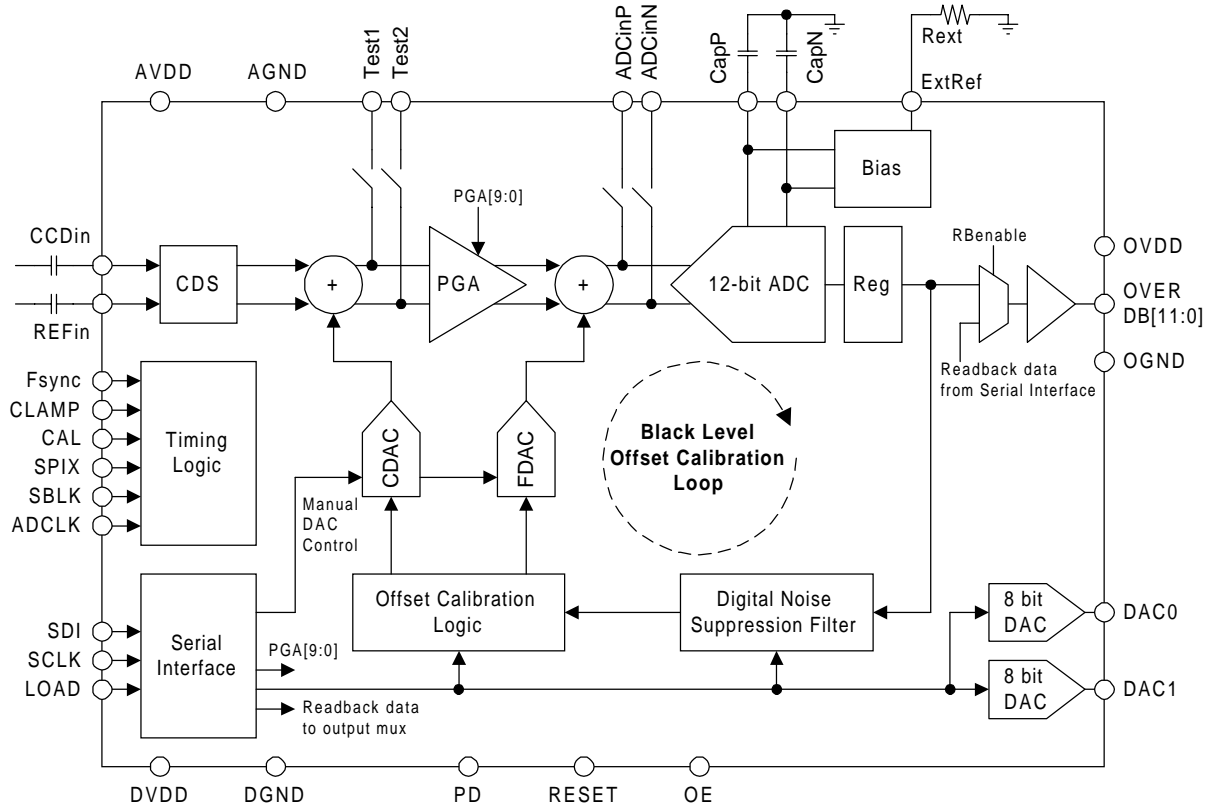 Test1
Test2
ADCinP
ADCinN
CapP
CapN
Rext
AVDD
AGND
ExtRef
Bias
PGA[9:0]
CCDin
REFin
CDS
+
PGA
+
12-bit ADC
Reg
RBenable
OVDD
OVER
DB[11:0]
OGND
Readback data
from Serial Interface
Fsync
CLAMP
CAL
SPIX
SBLK
ADCLK
Timing
Logic
CDAC
FDAC
Black Level
Offset Calibration
Loop
Manual
DAC
Control
SDI
SCLK
LOAD
Serial
Interface
PGA[9:0]
Readback data
to output mux
Offset Calibration
Logic
Digital Noise
Suppression Filter
8 bit
DAC
DAC0
8 bit
DAC
DAC1
DVDD
DGND
PD
RESET
OE